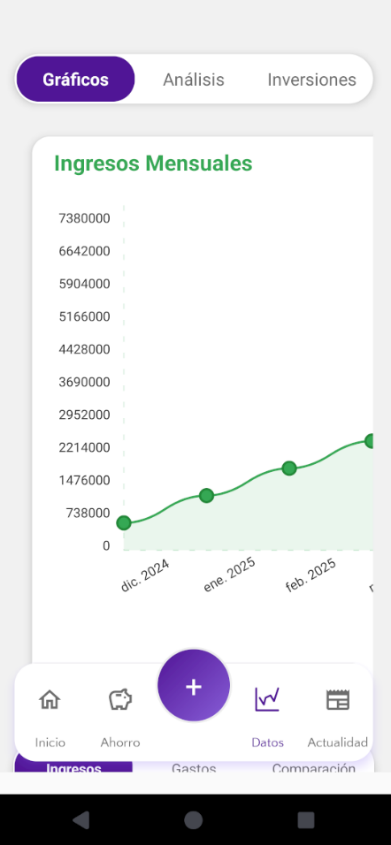 Gráficos Análisis Inversiones
Ingresos Mensuales
7380000
6642000
5904000
5166000
4428000
3690000
2952000
2214000
1476000
738000
0
dic. 2024 ene. 2025 feb. 2025
+
Inicio Ahorro Datos Actualidad
Ingresos Gastos Comparación